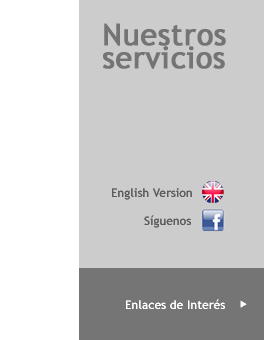 Nuestros
servicios
English Version
Síguenos
Enlaces de Interés